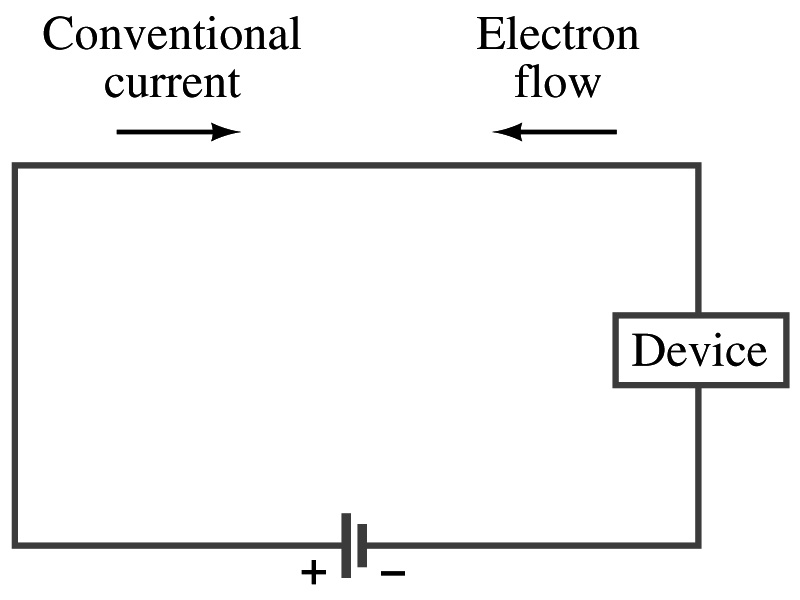 Conventional
current
Electron
flow
Device
+ −